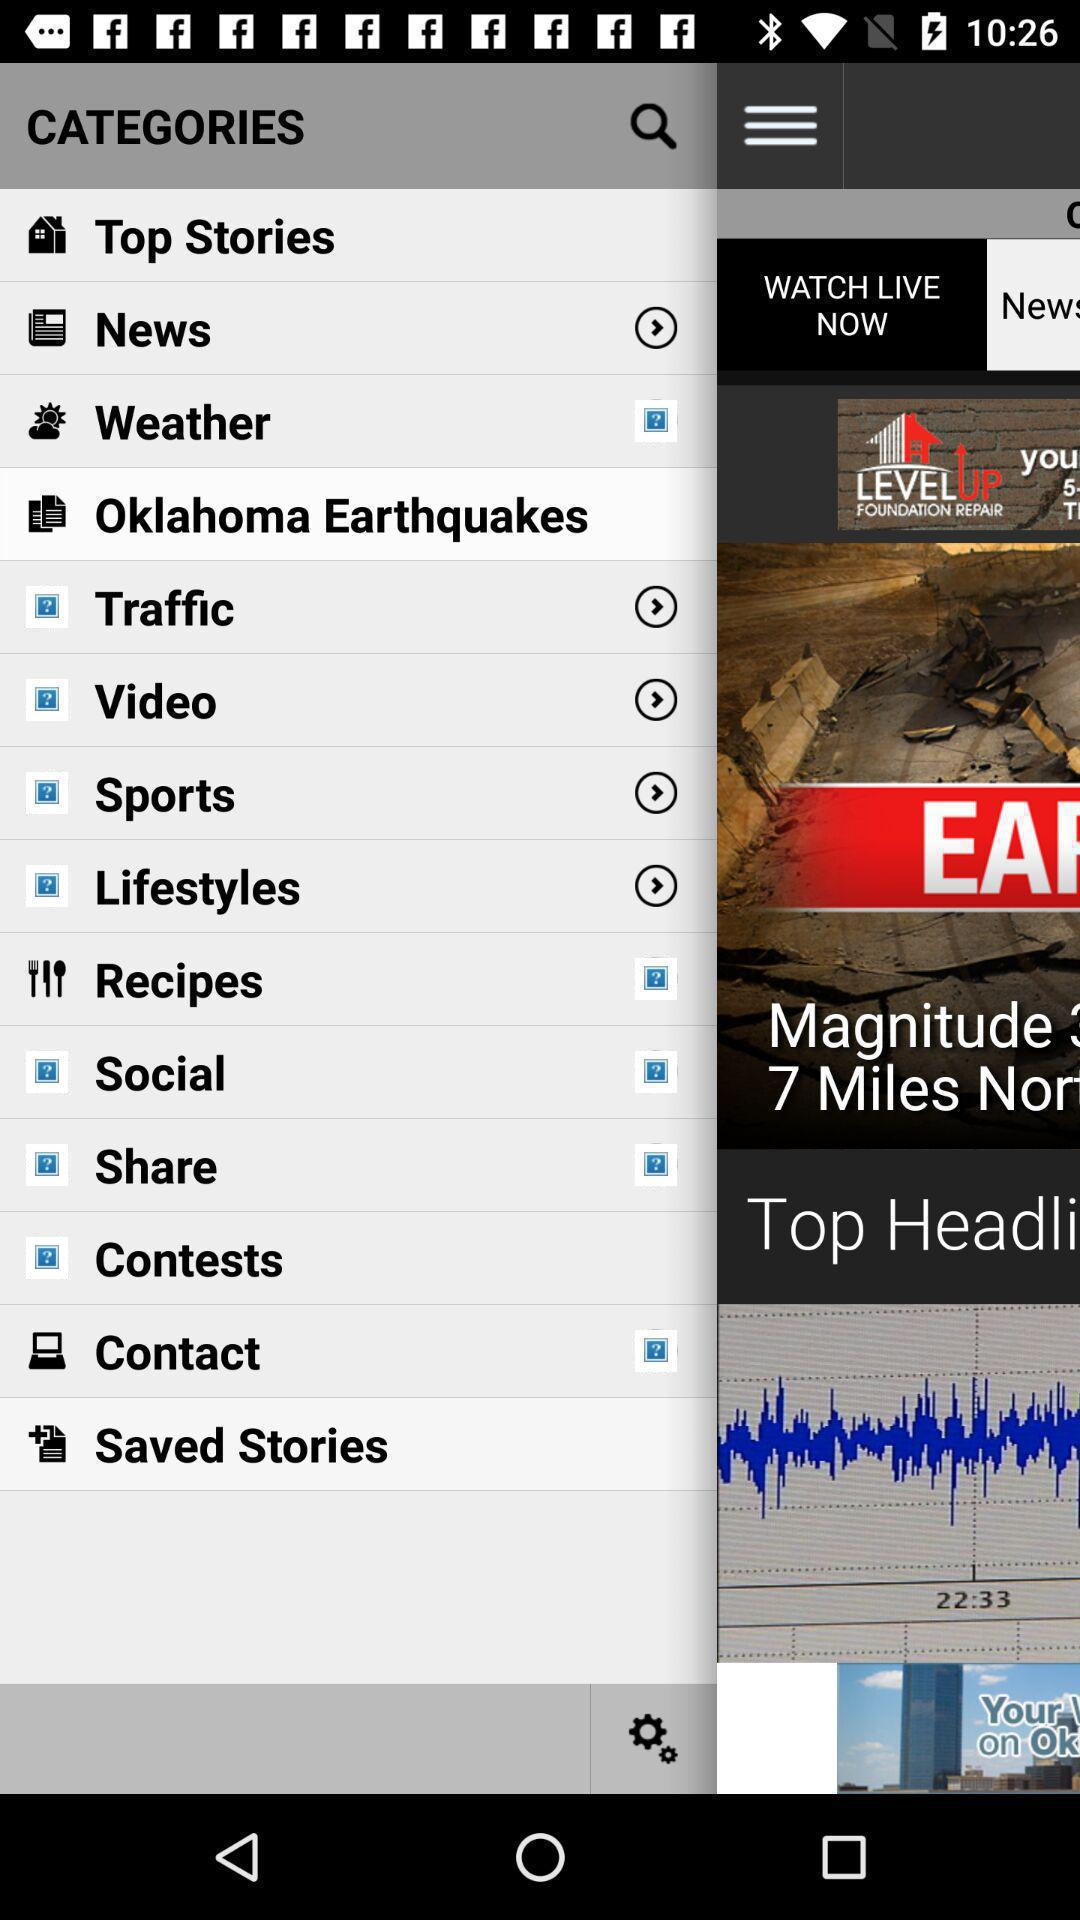 10:26
CATEGORIES
Top Stories
News
Weather
Oklahoma Earthquakes
Traffic
Video
Sports
Lifestyles
Recipes
Social
Share
Contests
Contact
Saved Stories
WATCH LIVE
NOW
News
LEVEL UP
FOUNDATION REPAIR
you
5-
EAR
Magnitude 3
7 Miles Nort
Top Headli
22:33
Your
on Ok